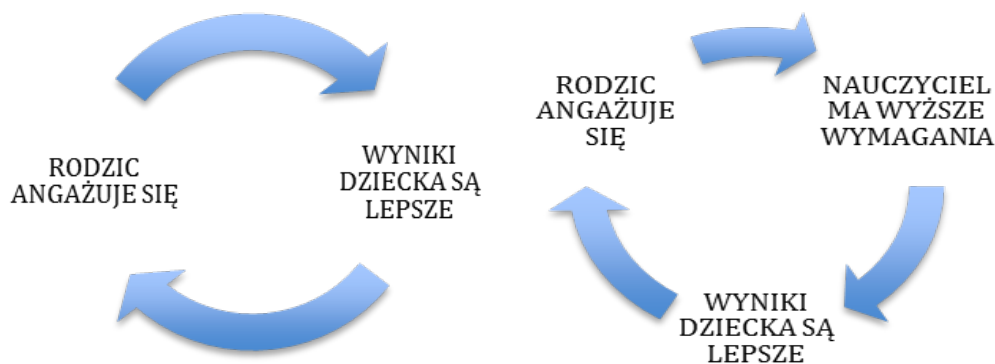 RODZIC
ANGAŻUJE SIĘ
WYNIKI
DZIECKA SĄ
LEPSZE
RODZIC
ANGAŻUJE
SIĘ
NAUCZYCIEL
MA WYŻSZE
WYMAGANIA
WYNIKI
DZIECKA SĄ
LEPSZE